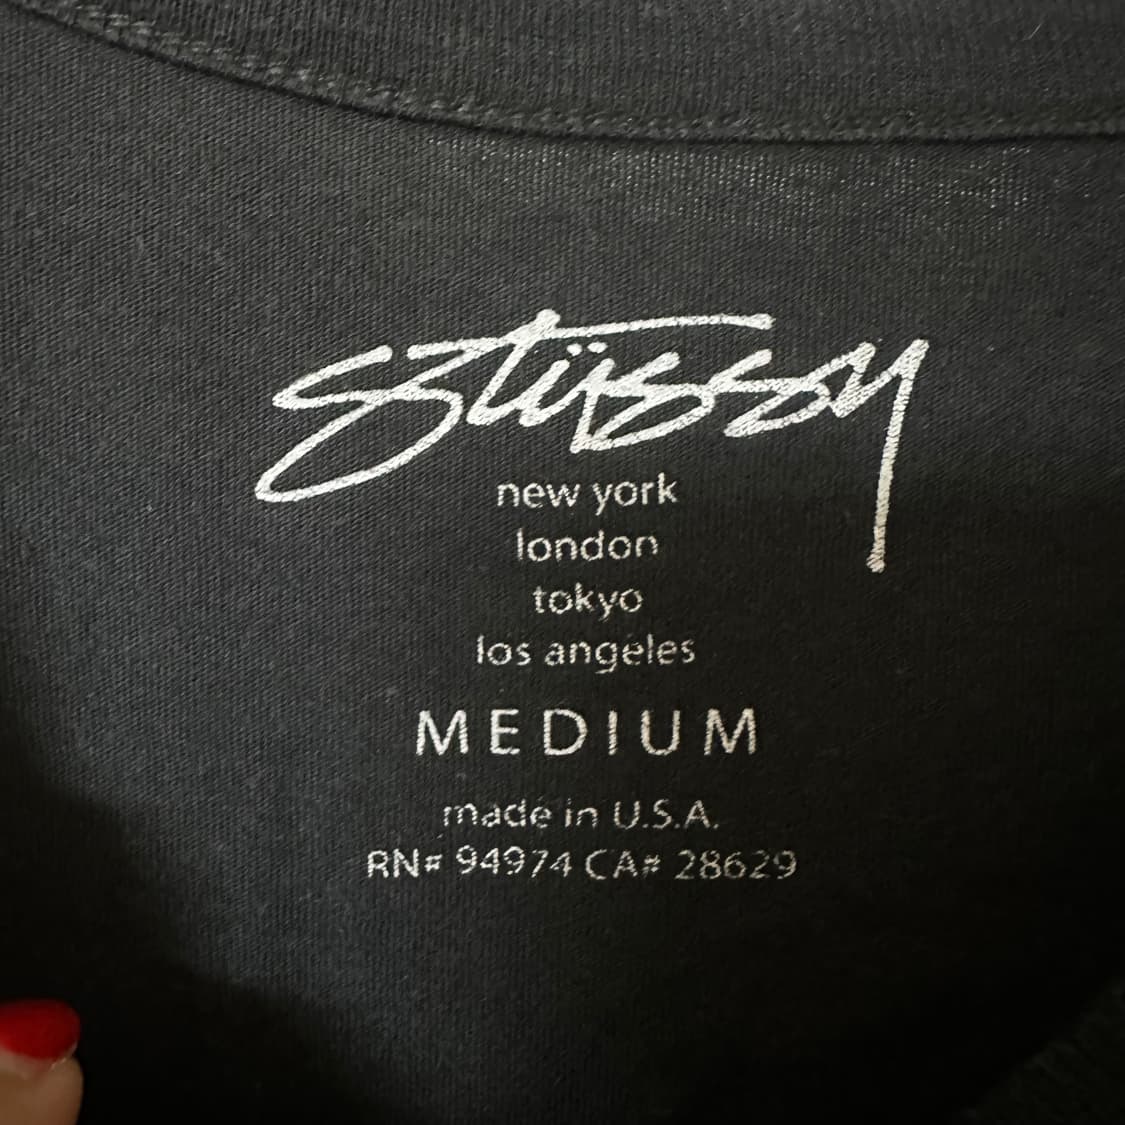 stüssy
new york
london
tokyo
los angeles
MEDIUM
made in U.S.A.
RN# 94974 CA# 28629